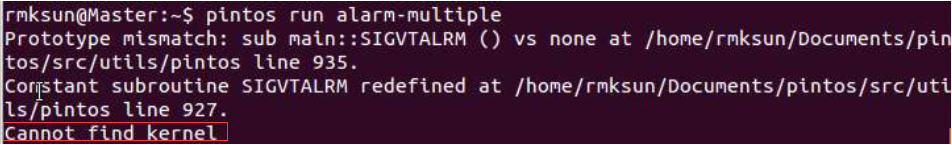 rmksun@Master:~$ pintos run alarm-multiple
Prototype mismatch: sub main::SIGVTALRM () vs none at /home/rmksun/Documents/pin
tos/src/utils/pintos line 935.
Constant subroutine SIGVTALRM redefined at /home/rmksun/Documents/pintos/src/uti
ls/pintos line 927.
Cannot find kernel